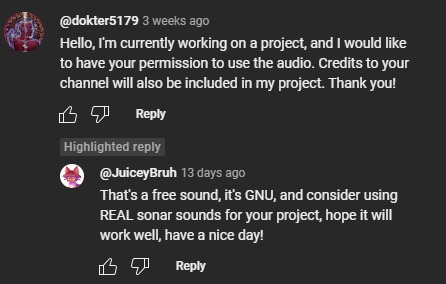 @dokter5179 3 weeks ago
Hello, I'm currently working on a project, and I would like
to have your permission to use the audio. Credits to your
channel will also be included in my project. Thank you!
Reply
Highlighted reply
@JuiceyBruh 13 days ago
That's a free sound, it's GNU, and consider using
REAL sonar sounds for your project, hope it will
work well, have a nice day!
Reply